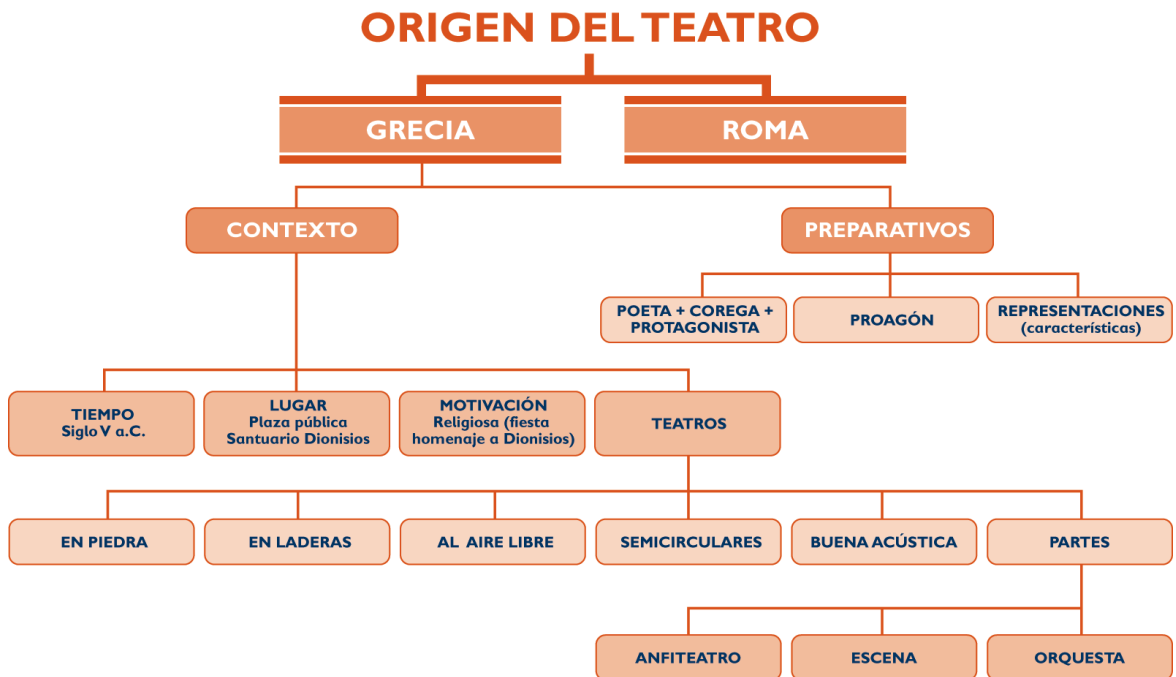 ORIGEN DEL TEATRO
GRECIA
ROMA
CONTEXTO
PREPARATIVOS
POETA + COREGA +
PROTAGONISTA
PROAGÓN
REPRESENTACIONES
(características)
TIEMPO
Siglo V a.C.
LUGAR
Plaza pública
Santuario Dionisios
MOTIVACIÓN
Religiosa (fiesta
homenaje a Dionisios)
TEATROS
EN PIEDRA
EN LADERAS
AL AIRE LIBRE
SEMICIRCULARES
BUENA ACÚSTICA
PARTES
ANFITEATRO
ESCENA
ORQUESTA